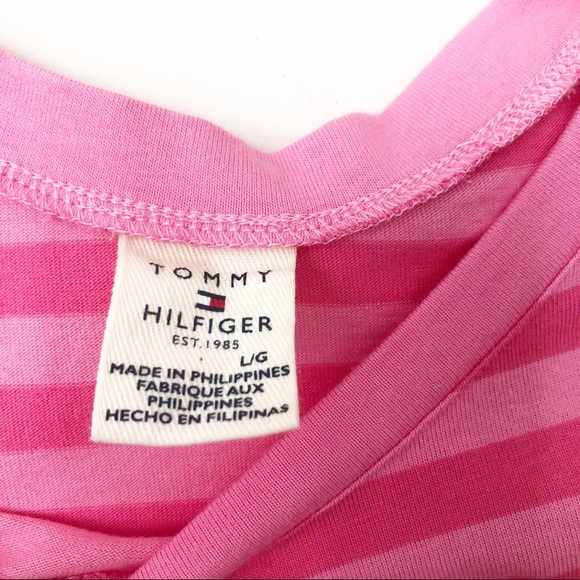 TOMMY
HILFIGER
EST. 1985
L/G
MADE IN PHILIPPINES
FABRIQUE AUX
PHILIPPINES
HECHO EN FILIPINAS